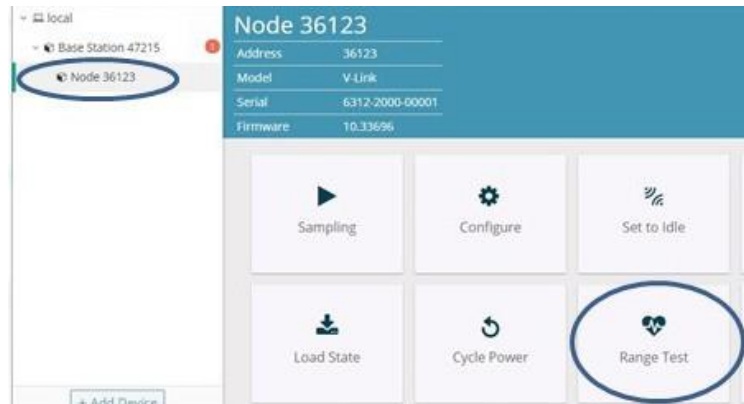 local
Base Station 47215
Node 36123
+ Add Device
Node 36123
Address 36123
Model V-Link
Serial 6312-2000-00001
Firmware 10.33696
Sampling Configure Set to Idle
Load State Cycle Power Range Test